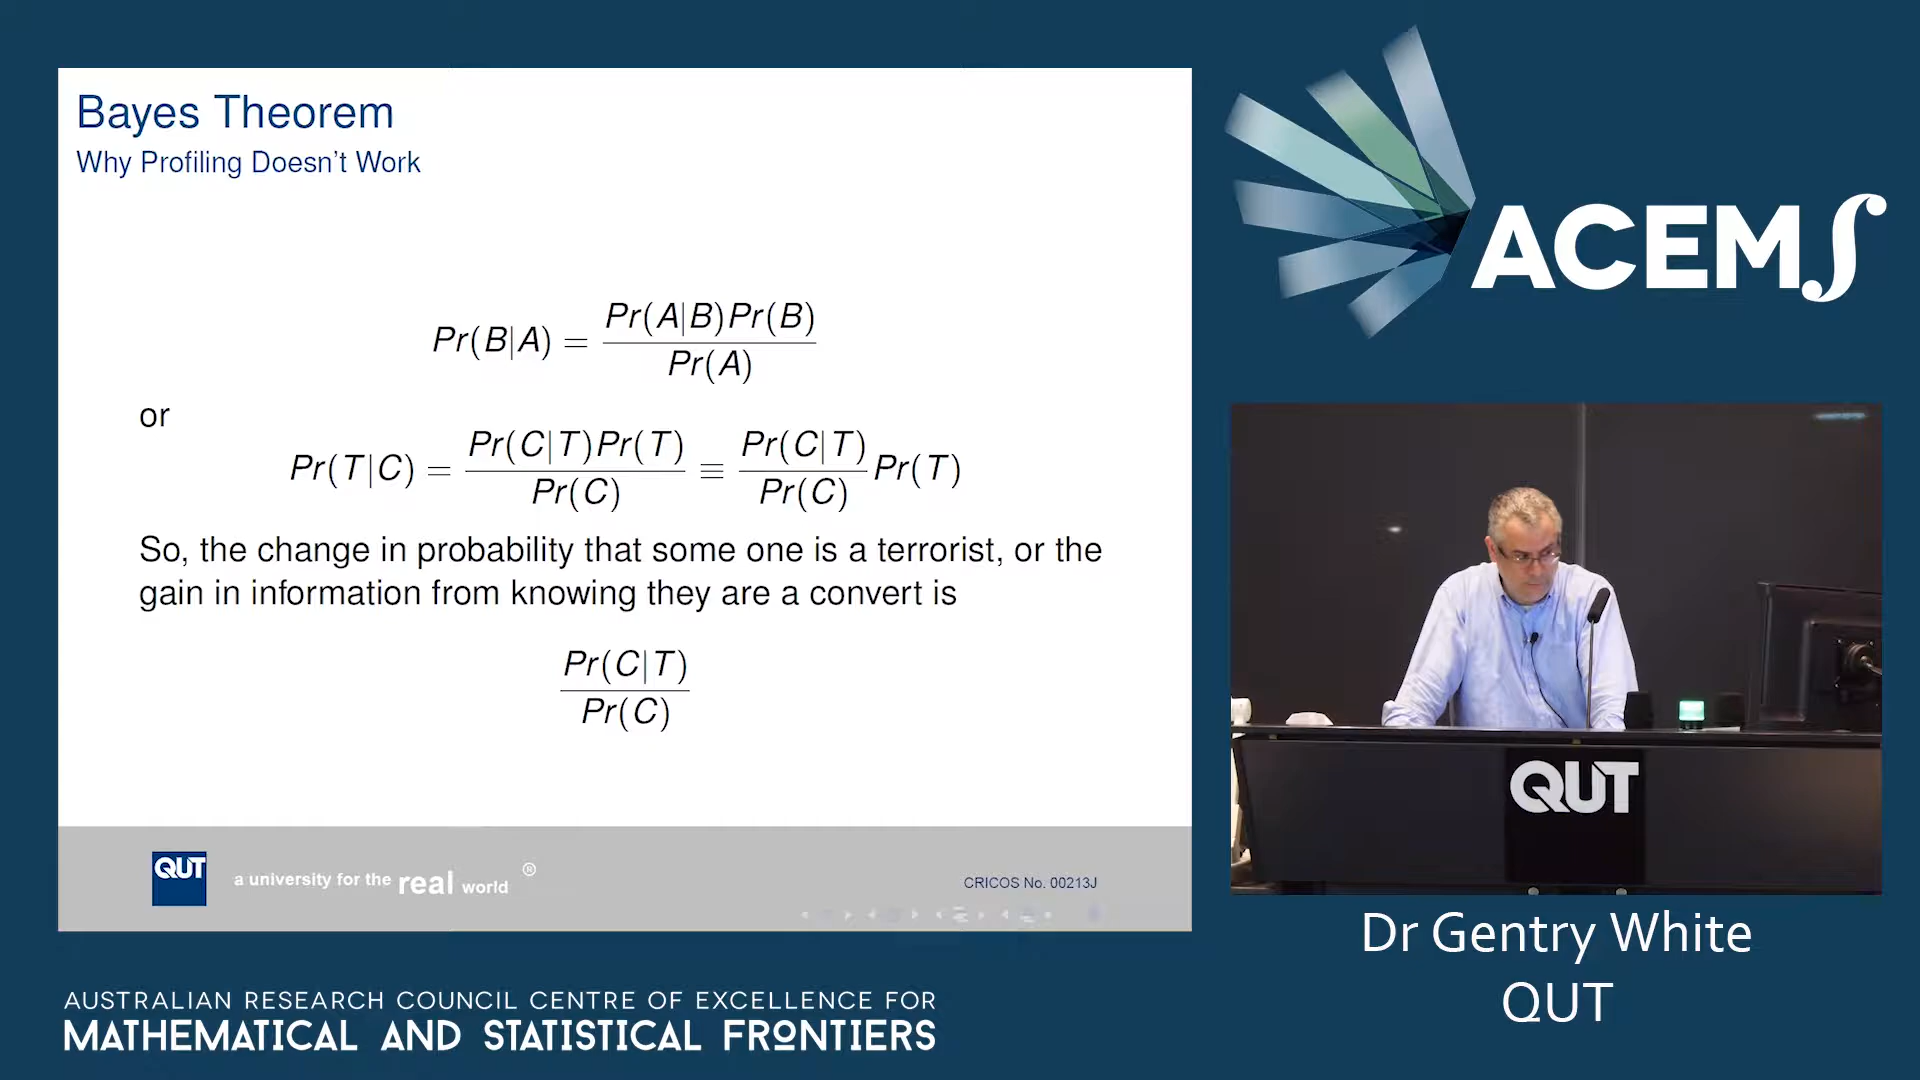 Bayes Theorem
Why Profiling Doesn't Work
Pr(B|A) = Pr(A|B)Pr(B) / Pr(A)
or
Pr(T|C) = Pr(C|T)Pr(T) / Pr(C) ≡ Pr(C|T) / Pr(C) Pr(T)
So, the change in probability that some one is a terrorist, or the
gain in information from knowing they are a convert is
Pr(C|T) / Pr(C)
QUT
a university for the real world ®
CRICOS No. 00213J
ACEMS
QUT
Dr Gentry White
QUT
AUSTRALIAN RESEARCH COUNCIL CENTRE OF EXCELLENCE FOR
MATHEMATICAL AND STATISTICAL FRONTIERS